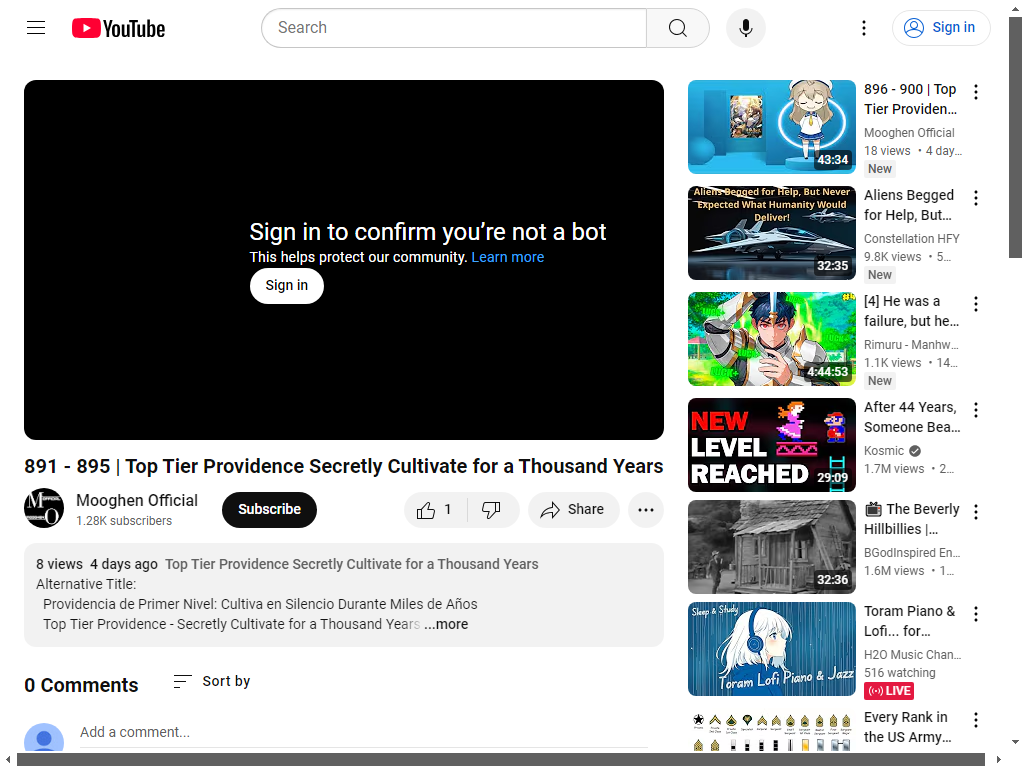 YouTube
Search
Sign in
Sign in to confirm you’re not a bot
This helps protect our community. Learn more
Sign in
891 - 895 | Top Tier Providence Secretly Cultivate for a Thousand Years
Mooghen Official
1.28K subscribers
Subscribe
1
Share
8 views 4 days ago Top Tier Providence Secretly Cultivate for a Thousand Years
Alternative Title:
Providencia de Primer Nivel: Cultiva en Silencio Durante Miles de Años
Top Tier Providence - Secretly Cultivate for a Thousand Years ...more
0 Comments
Sort by
Add a comment...
43:34
896 - 900 | Top
Tier Providen...
Mooghen Official
18 views • 4 day...
New
Aliens Begged for Help, But Never
Expected What Humanity Would
Deliver!
32:35
Aliens Begged
for Help, But...
Constellation HFY
9.8K views • 5...
New
4:44:53
[4] He was a
failure, but he...
Rimuru - Manhw...
1.1K views • 14...
New
NEW
LEVEL
REACHED
29:09
After 44 Years,
Someone Bea...
Kosmic
1.7M views • 2...
32:36
The Beverly
Hillbillies |...
BGodInspired En...
1.6M views • 1...
Sleep & Study
Toram Lofi Piano & Jazz
Toram Piano &
Lofi... for...
H2O Music Chan...
516 watching
LIVE
Every Rank in
the US Army...